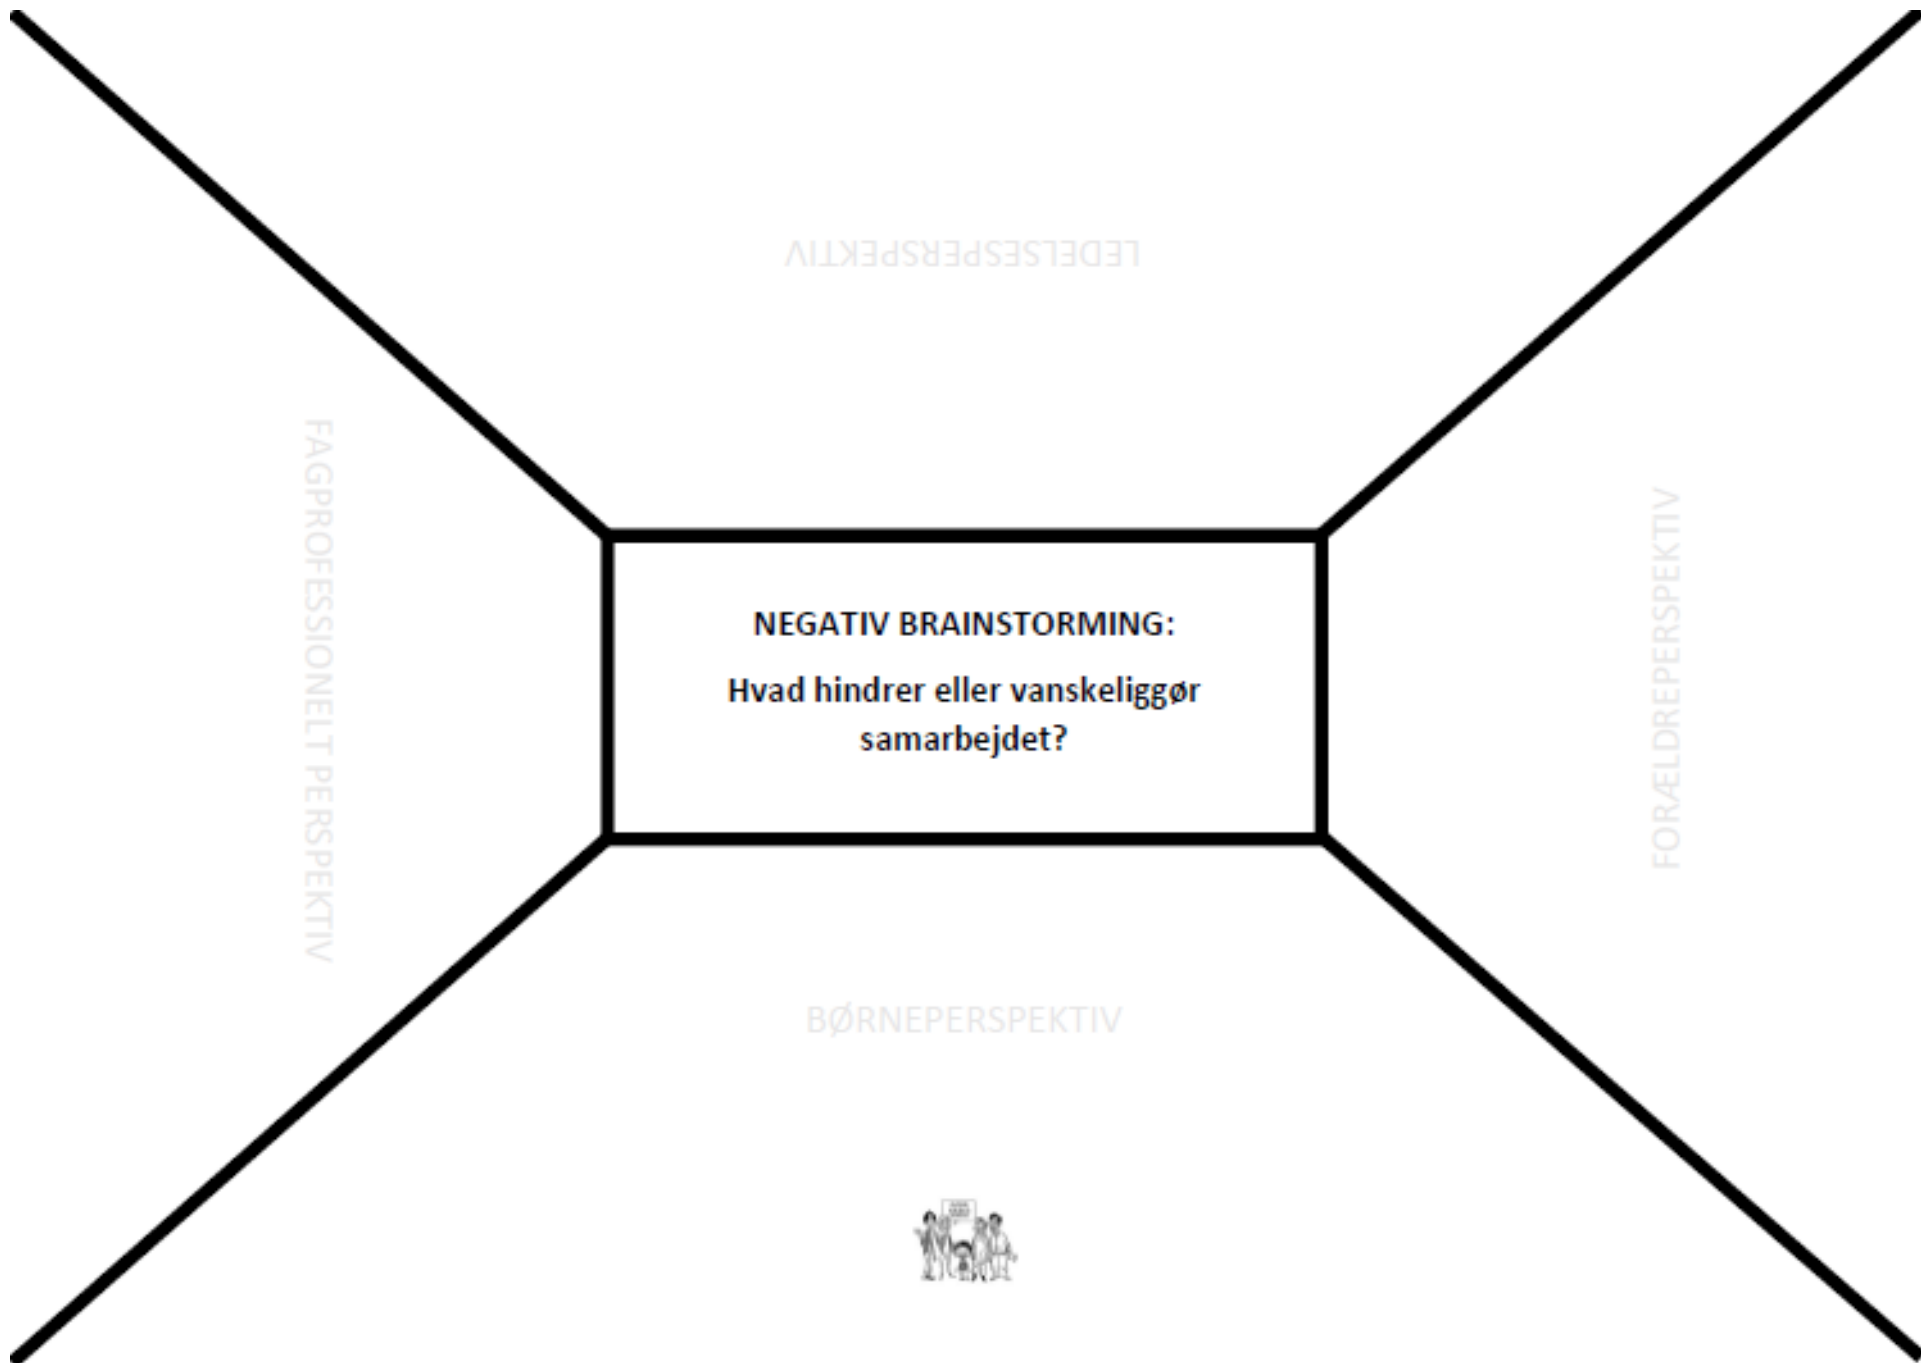 LEDELSESPERSPEKTIV
FAGPROFESSIONELT PERSPEKTIV
NEGATIV BRAINSTORMING:
Hvad hindrer eller vanskeliggør
samarbejdet?
FORÆLDREPERSPEKTIV
BØRNEPERSPEKTIV